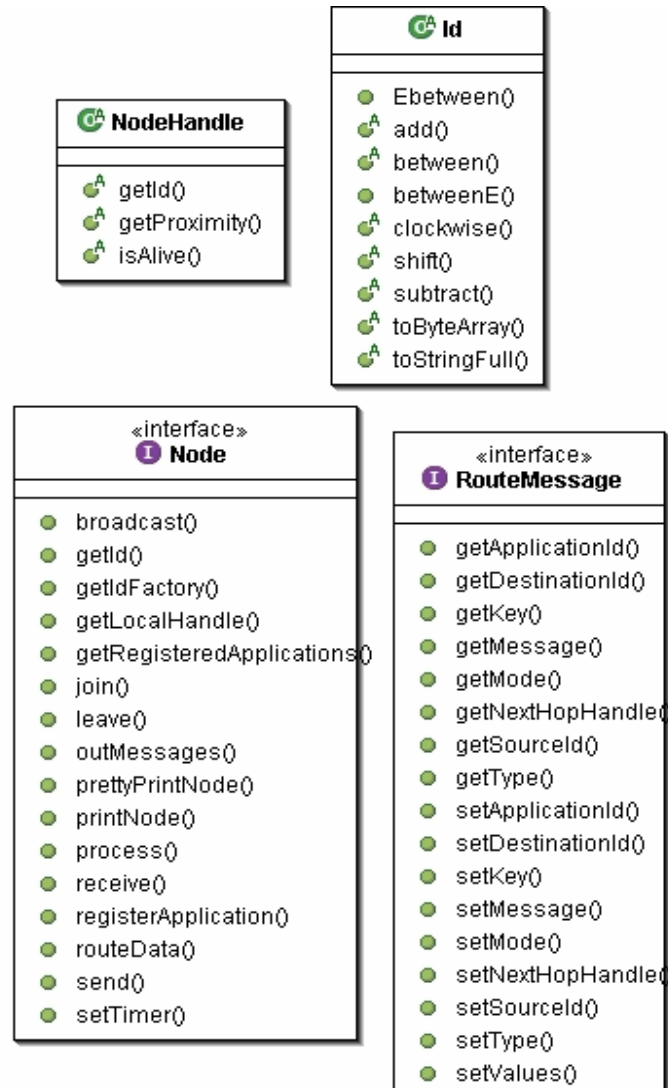 NodeHandle
getId()
getProximity()
isAlive()
Id
Ebetween()
add()
between()
betweenE()
clockwise()
shift()
subtract()
toByteArray()
toStringFull()
«interface»
Node
broadcast()
getId()
getIdFactory()
getLocalHandle()
getRegisteredApplications()
join()
leave()
outMessages()
prettyPrintNode()
printNode()
process()
receive()
registerApplication()
routeData()
send()
setTimer()
«interface»
RouteMessage
getApplicationId()
getDestinationId()
getKey()
getMessage()
getMode()
getNextHopHandle(
getSourceId()
getType()
setApplicationId()
setDestinationId()
setKey()
setMessage()
setMode()
setNextHopHandle(
setSourceId()
setType()
setValues()